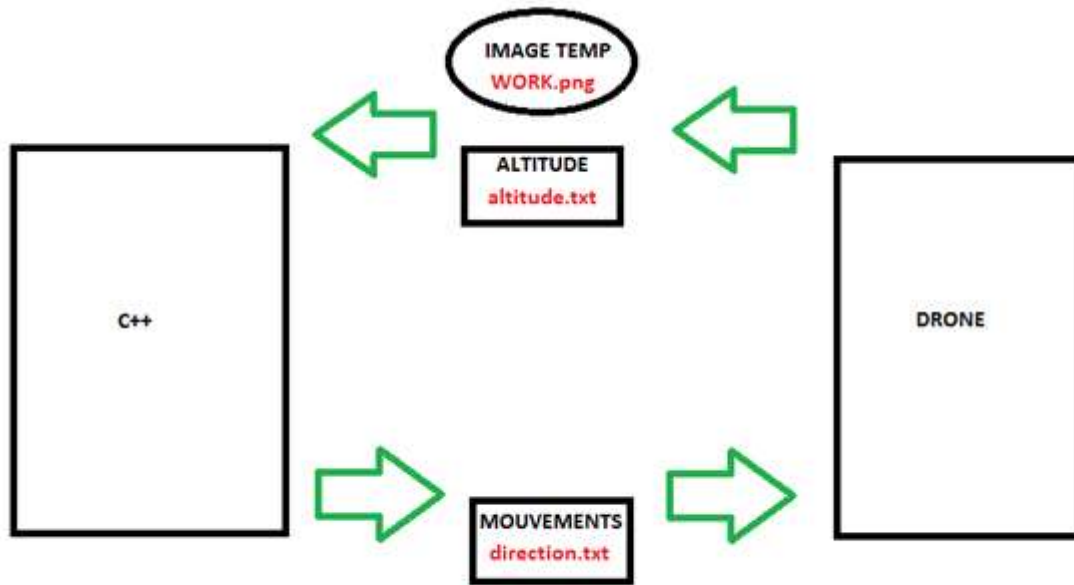 IMAGE TEMP
WORK.png
ALTITUDE
altitude.txt
C++
DRONE
MOUVEMENTS
direction.txt